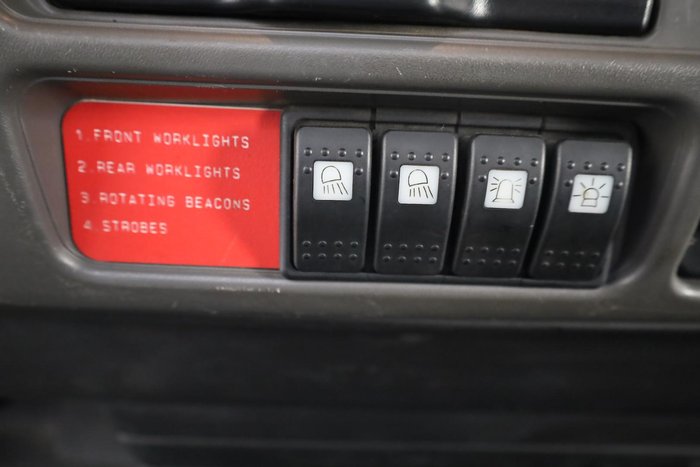 1. FRONT WORKLIGHTS
2. REAR WORKLIGHTS
3 ROTATING BEACONS
4. STROBES